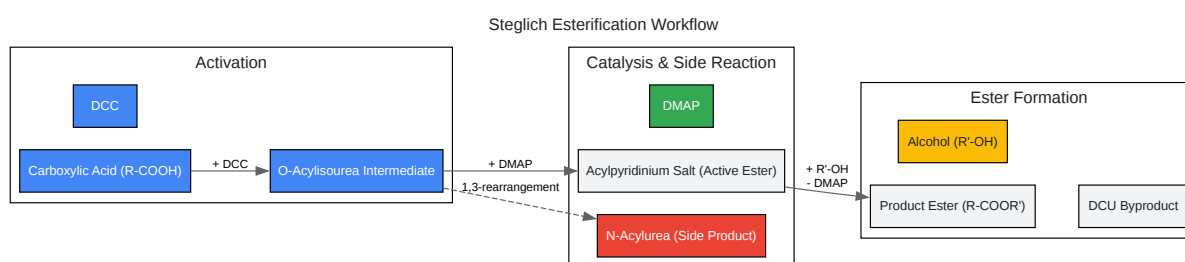 Steglich Esterification Workflow
Activation
DCC
Carboxylic Acid (R-COOH)
+ DCC
O-Acylisourea Intermediate
+ DMAP
1,3-rearrangement
Catalysis & Side Reaction
DMAP
Acylpyridinium Salt (Active Ester)
N-Acylurea (Side Product)
+ R'-OH
- DMAP
Ester Formation
Alcohol (R'-OH)
Product Ester (R-COOR')
DCU Byproduct